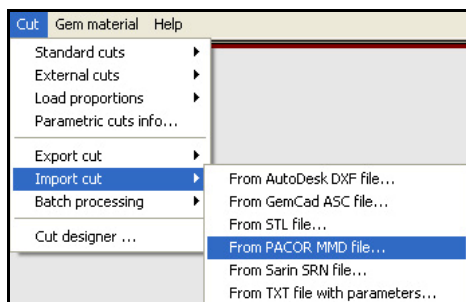 Cut Gem material Help
Standard cuts
External cuts
Load proportions
Parametric cuts info...
Export cut
Import cut
Batch processing
Cut designer ...
From AutoDesk DXF file...
From GemCad ASC file...
From STL file...
From PACOR MMD file...
From Sarin SRN file...
From TXT file with parameters...